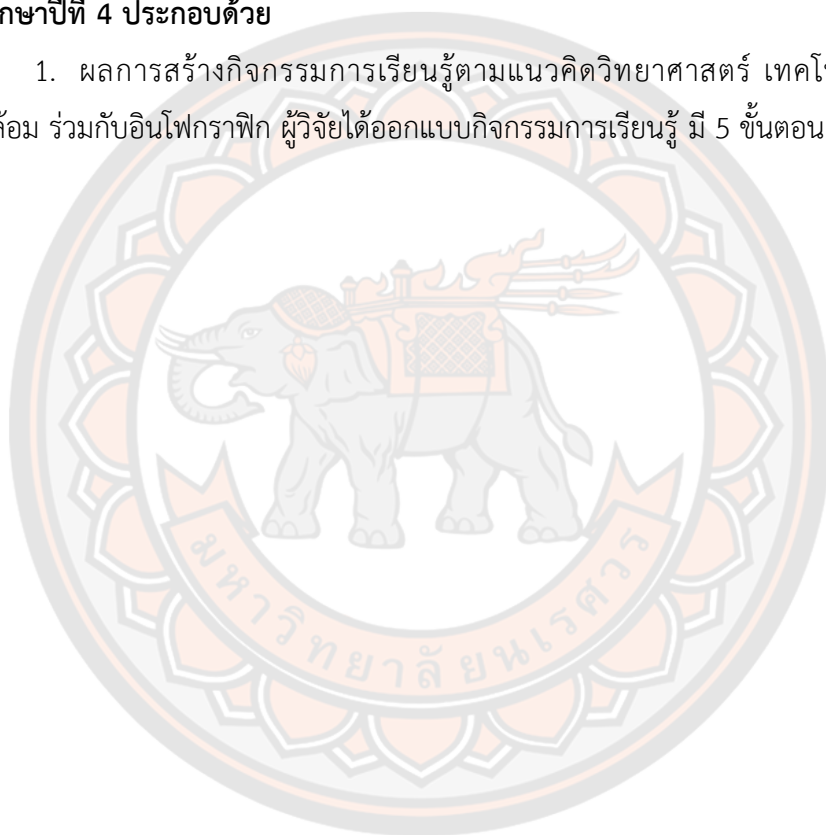 กษาปีที่ 4 ประกอบด้วย
1. ผลการสร้างกิจกรรมการเรียนรู้ตามแนวคิดวิทยาศาสตร์ เทคโ
ล้อม ร่วมกับอินโฟกราฟิก ผู้วิจัยได้ออกแบบกิจกรรมการเรียนรู้ มี 5 ขั้นตอน
มหาวิทยาลัยนเรศวร